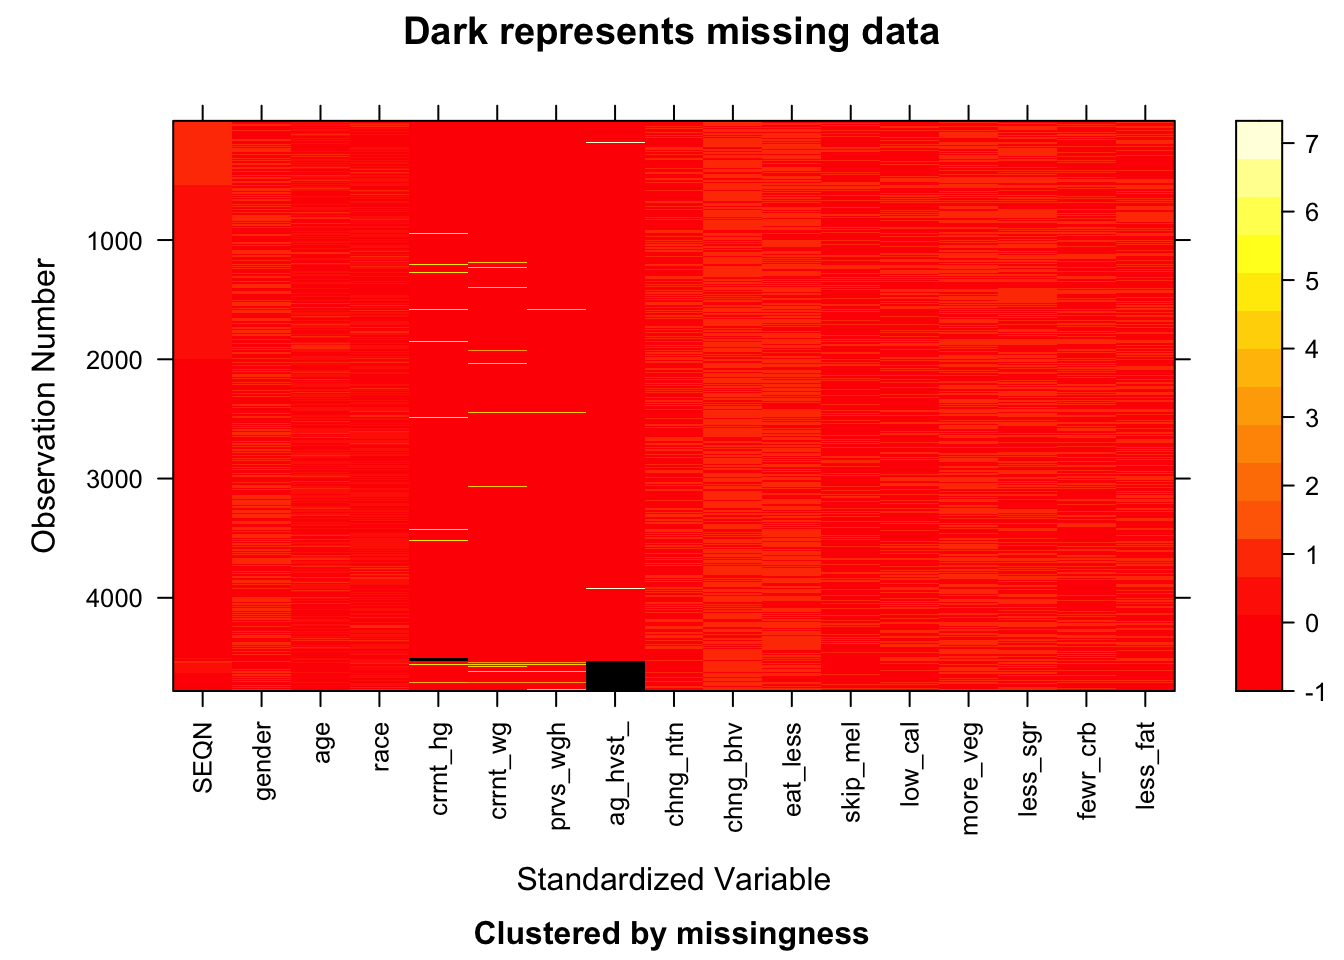 Dark represents missing data
Observation Number
1000
2000
3000
4000
7
6
5
4
3
2
1
0
-1
SEQN
gender
age
race
crrnt_hg
crrnt_wg
prvs_wgh
ag_hvst_
chng_ntn
chng_bhv
eat_less
skip_mel
low_cal
more_veg
less_sgr
fewr_crb
less_fat
Standardized Variable
Clustered by missingness